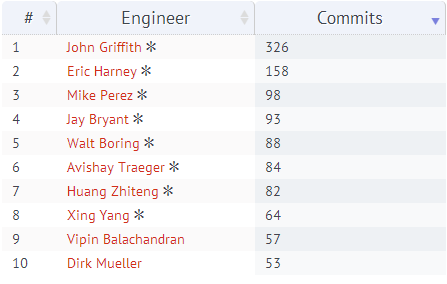 # Engineer Commits
1 John Griffith ✻ 326
2 Eric Harney ✻ 158
3 Mike Perez ✻ 98
4 Jay Bryant ✻ 93
5 Walt Boring ✻ 88
6 Avishay Traeger ✻ 84
7 Huang Zhiteng ✻ 82
8 Xing Yang ✻ 64
9 Vipin Balachandran 57
10 Dirk Mueller 53